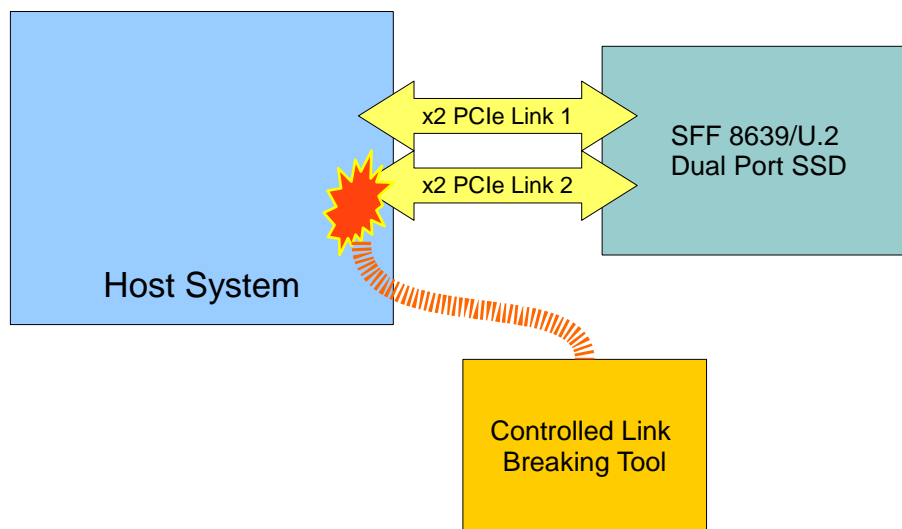 x2 PCIe Link 1
x2 PCIe Link 2
SFF 8639/U.2
Dual Port SSD
Host System
Controlled Link
Breaking Tool